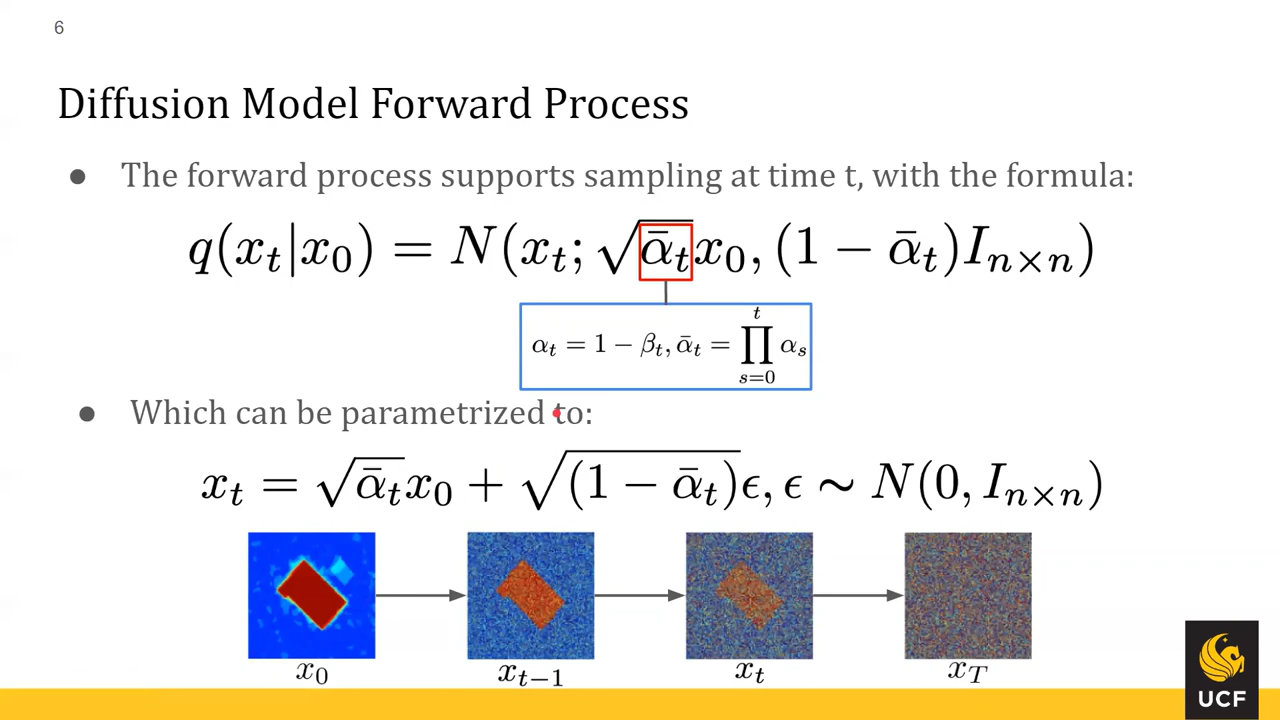 6
Diffusion Model Forward Process
● The forward process supports sampling at time t, with the formula:
q(x_t|x_0) = N(x_t; √ᾱ_t x_0, (1 − ᾱ_t)I_{n×n})
α_t = 1 − β_t, ᾱ_t = ∏_{s=0}^{t} α_s
● Which can be parametrized to:
x_t = √ᾱ_t x_0 + √(1 − ᾱ_t) ϵ, ϵ ∼ N(0, I_{n×n})
x_0 x_{t−1} x_t x_T
UCF